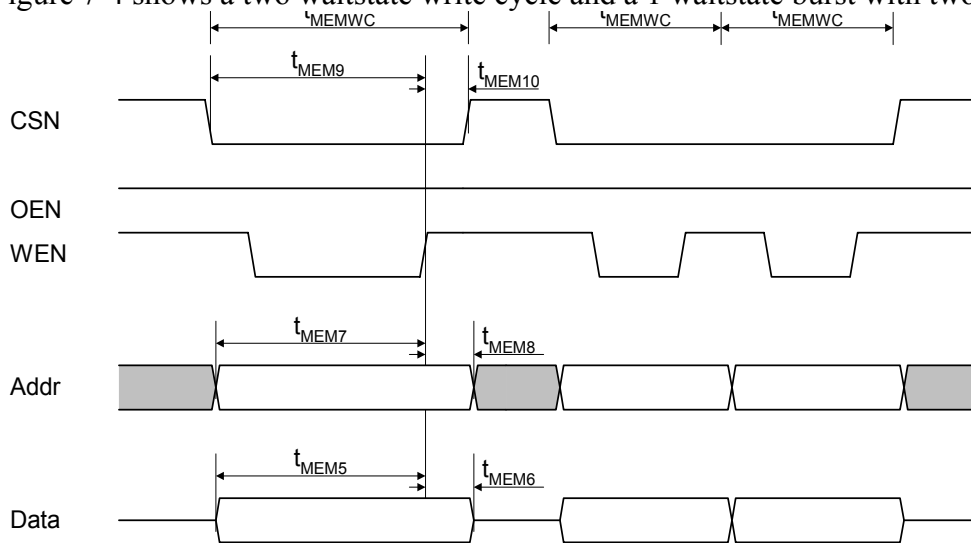 igure 7-4 shows a two waitstate write cycle and a 1 waitstate burst with two
tMEMWC tMEMWC tMEMWC
tMEM9 tMEM10
CSN
OEN
WEN
tMEM7 tMEM8
Addr
tMEM5 tMEM6
Data